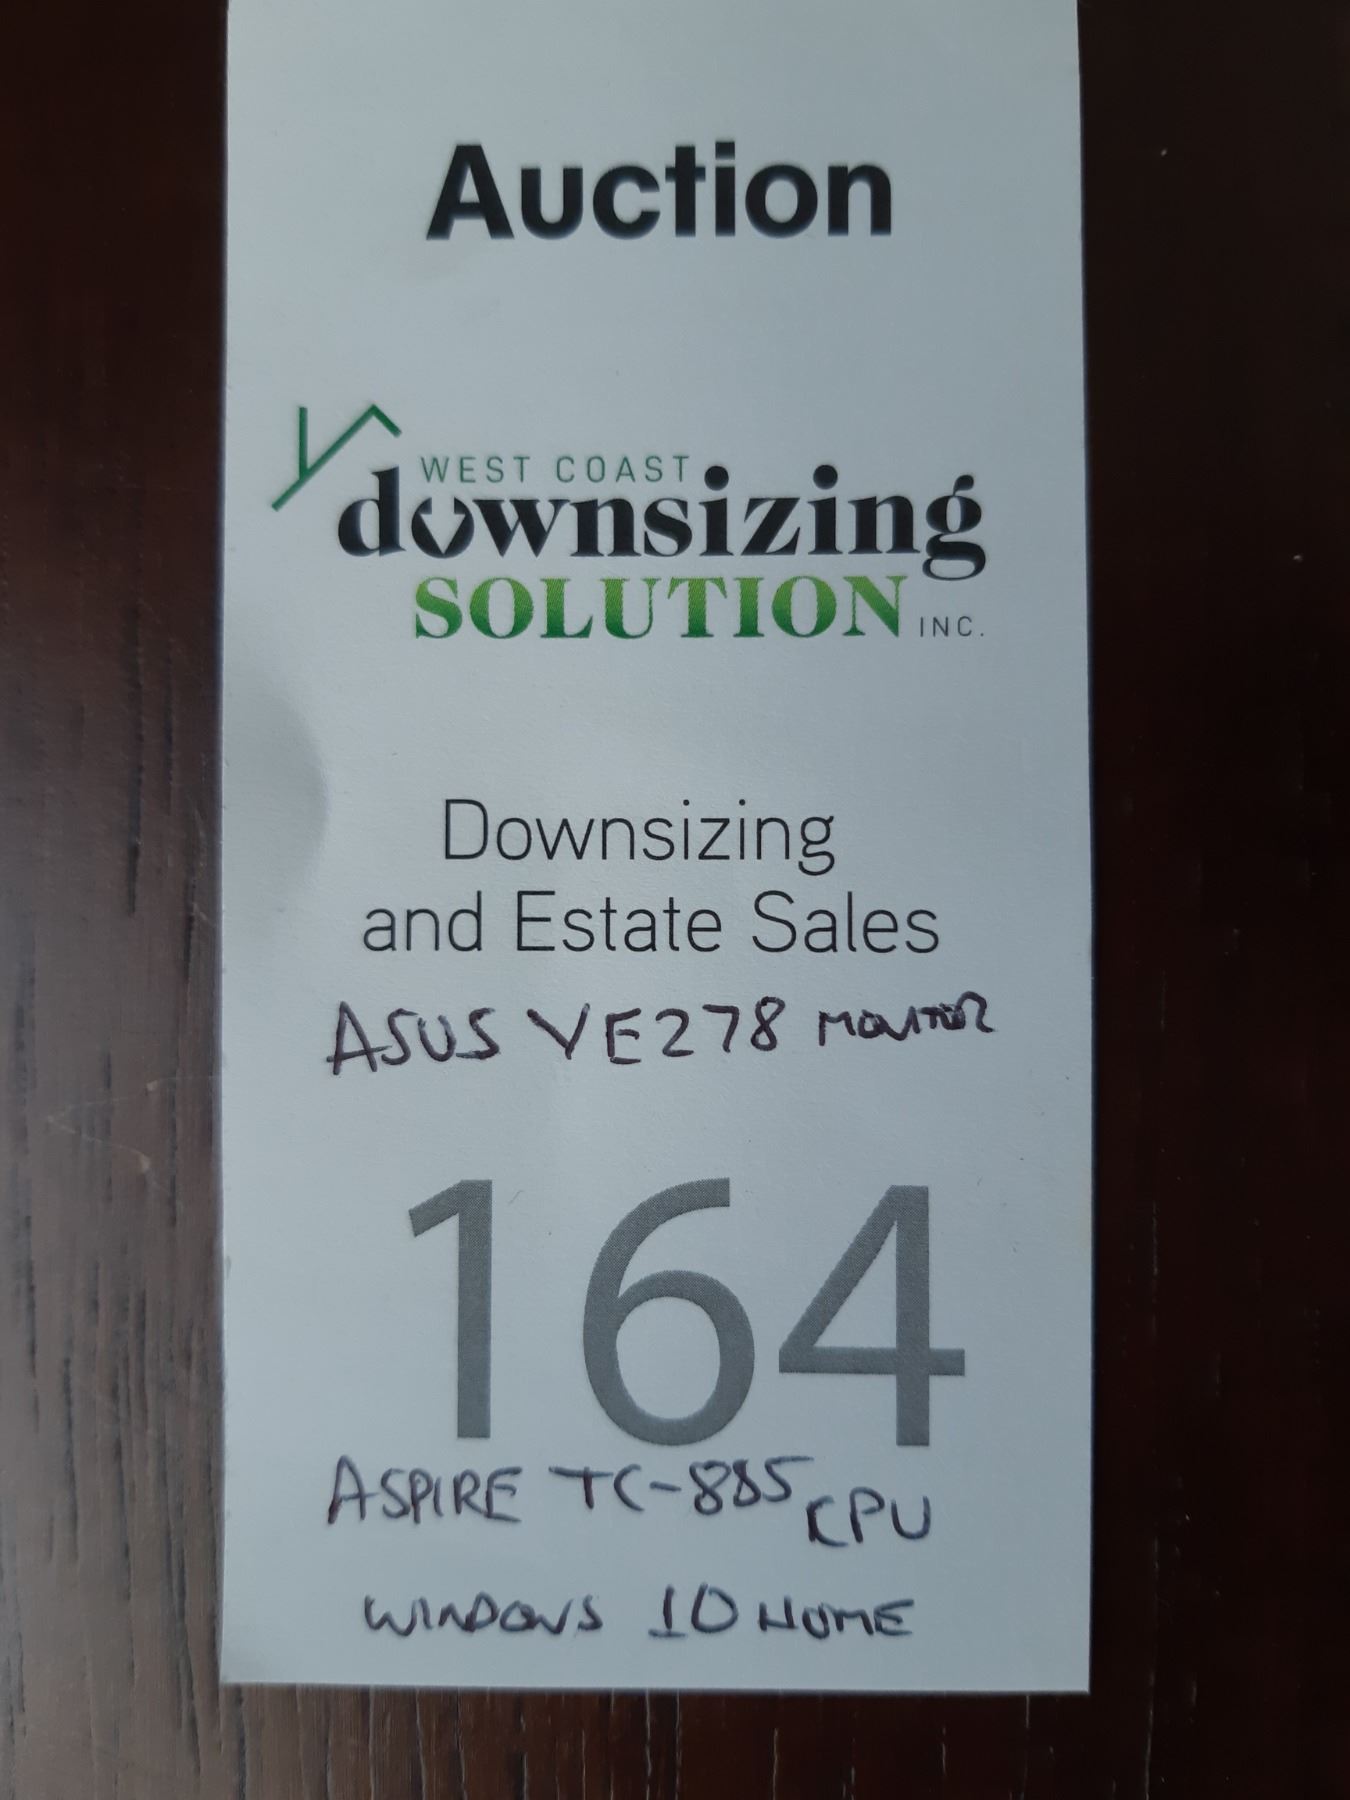 Auction
WEST COAST
downsizing
SOLUTION INC.
Downsizing
and Estate Sales
ASUS VE278 MONITOR
164
ASPIRE TC-885 CPU
WINDOWS 10 HOME